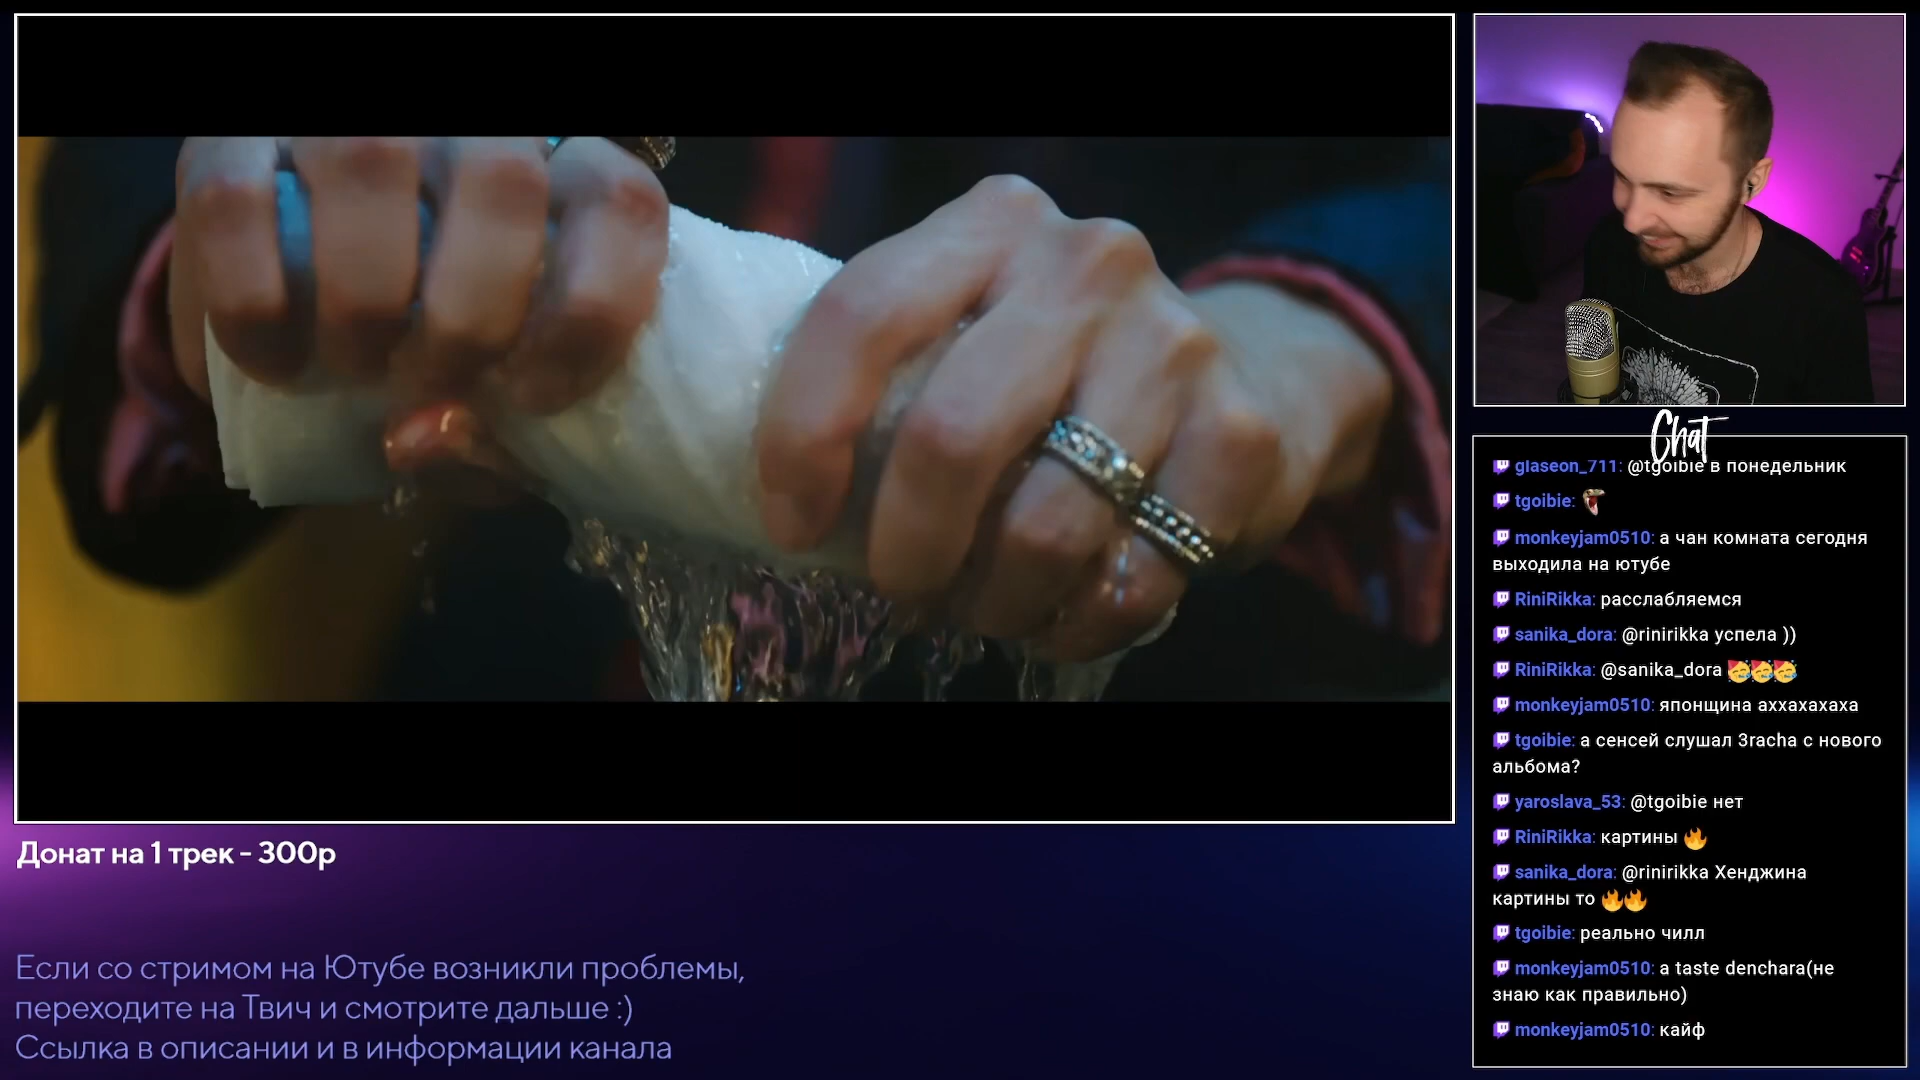 Chat
glaseon_711: @tgoibie в понедельник
tgoibie:
monkeyjam0510: а чан комната сегодня
выходила на ютубе
RiniRikka: расслабляемся
sanika_dora: @rinirikka успела ))
RiniRikka: @sanika_dora 🥳🥳🥳
monkeyjam0510: японщина аххахахаха
tgoibie: а сенсей слушал 3racha с нового
альбома?
yaroslava_53: @tgoibie нет
RiniRikka: картины 🔥
sanika_dora: @rinirikka Хенджина
картины то 🔥🔥
tgoibie: реально чилл
monkeyjam0510: а taste denchara(не
знаю как правильно)
monkeyjam0510: кайф
Донат на 1 трек - 300р
Если со стримом на Ютубе возникли проблемы,
переходите на Твич и смотрите дальше :)
Ссылка в описании и в информации канала